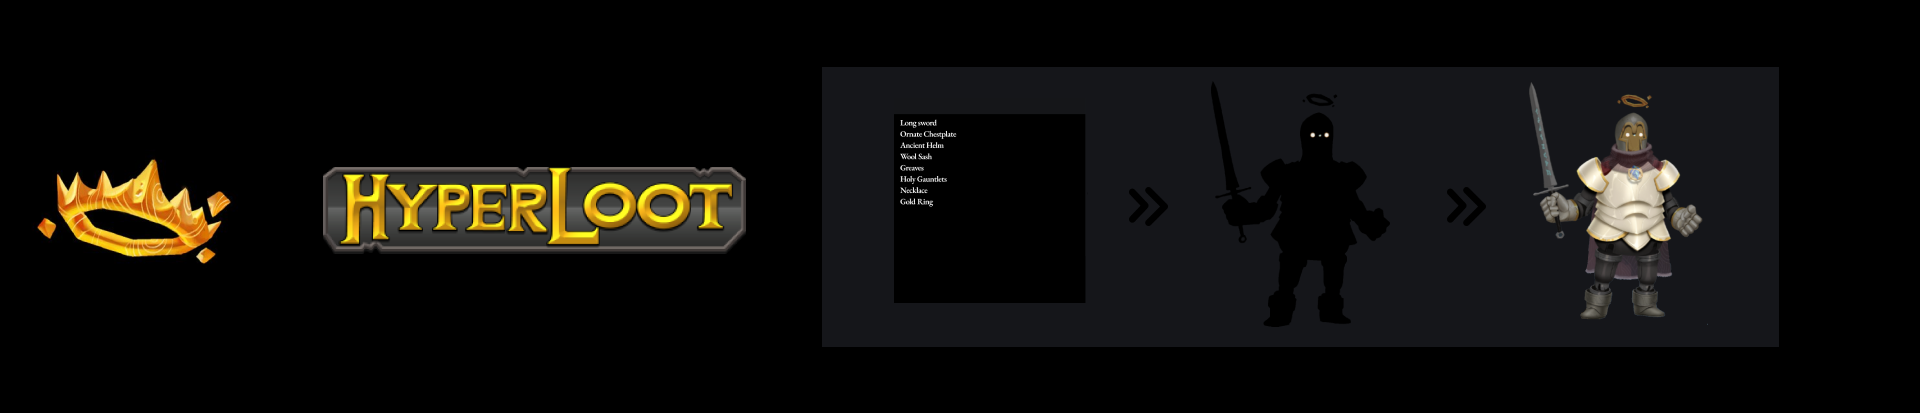 HYPERLOOT
Long sword
Ornate Chestplate
Ancient Helm
Wool Sash
Greaves
Holy Gauntlets
Necklace
Gold Ring